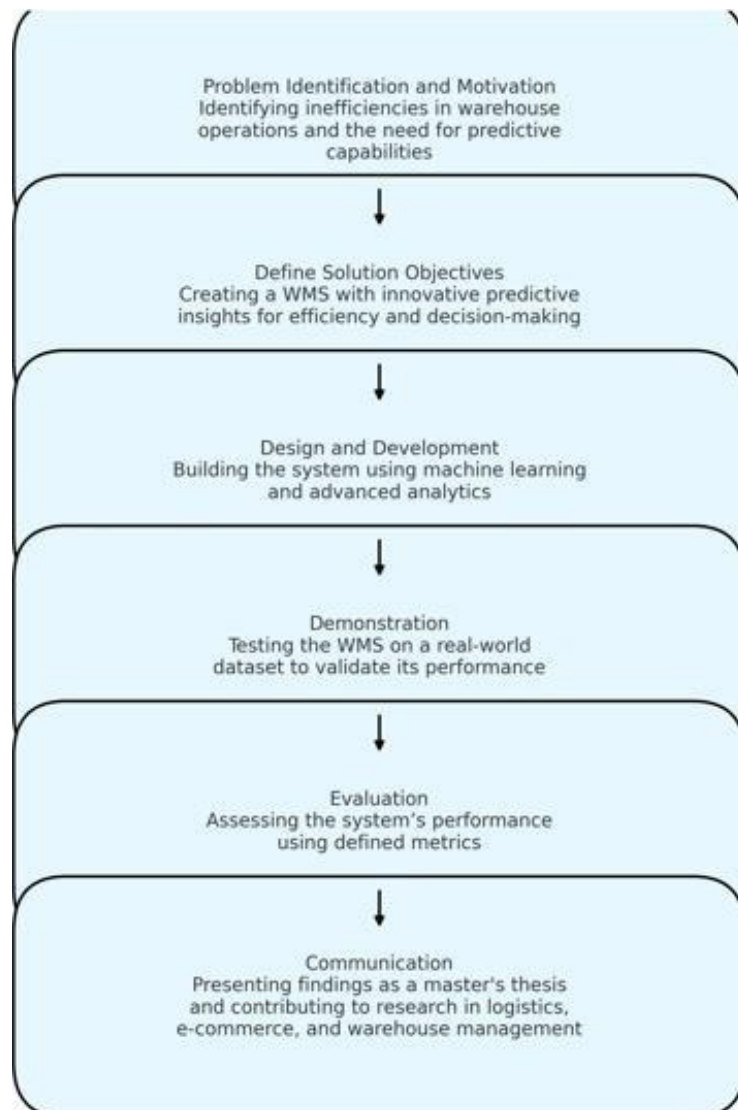 Problem Identification and Motivation
Identifying inefficiencies in warehouse
operations and the need for predictive
capabilities
Define Solution Objectives
Creating a WMS with innovative predictive
insights for efficiency and decision-making
Design and Development
Building the system using machine learning
and advanced analytics
Demonstration
Testing the WMS on a real-world
dataset to validate its performance
Evaluation
Assessing the system’s performance
using defined metrics
Communication
Presenting findings as a master's thesis
and contributing to research in logistics,
e-commerce, and warehouse management